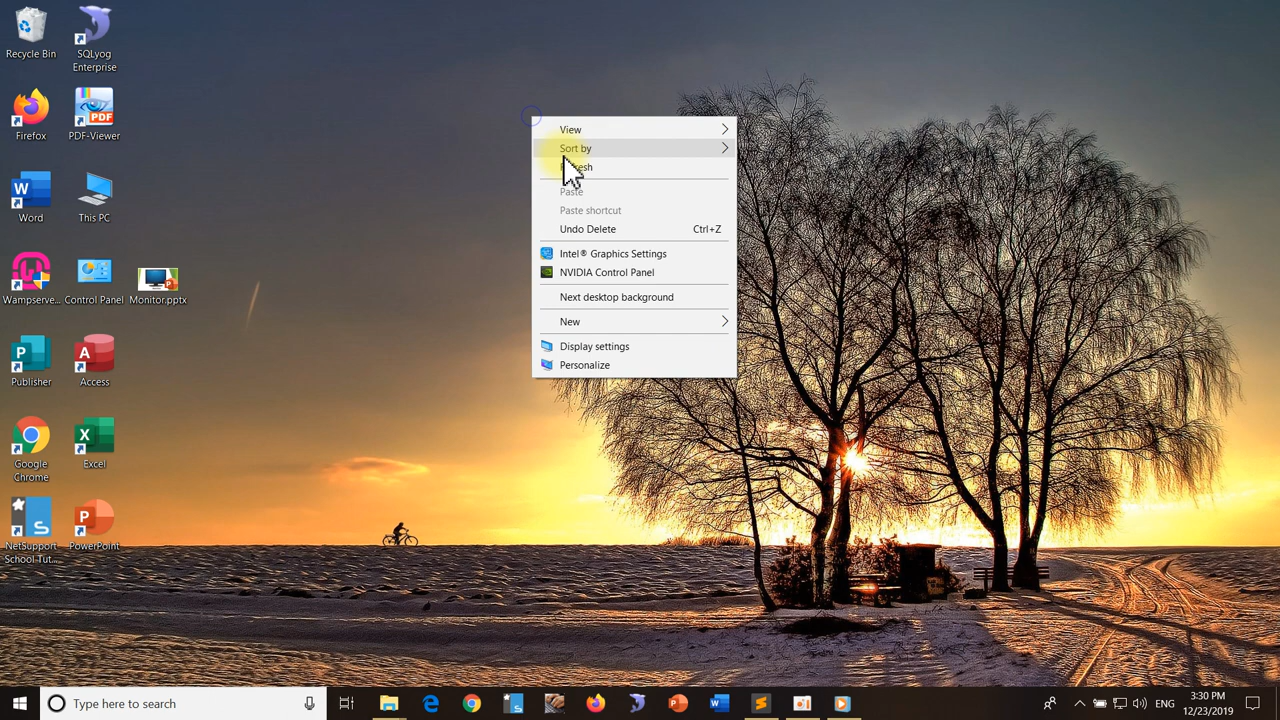 Recycle Bin
SQLyog
Enterprise
Firefox
PDF
PDF-Viewer
W
Word
This PC
Wampserve...
Control Panel
Monitor.pptx
P
Publisher
A
Access
Google
Chrome
X
Excel
S
NetSupport
School Tut...
P
PowerPoint
View
Sort by
esh
Paste
Paste shortcut
Undo Delete Ctrl+Z
Intel® Graphics Settings
NVIDIA Control Panel
Next desktop background
New
Display settings
Personalize
Type here to search
ENG
3:30 PM
12/23/2019